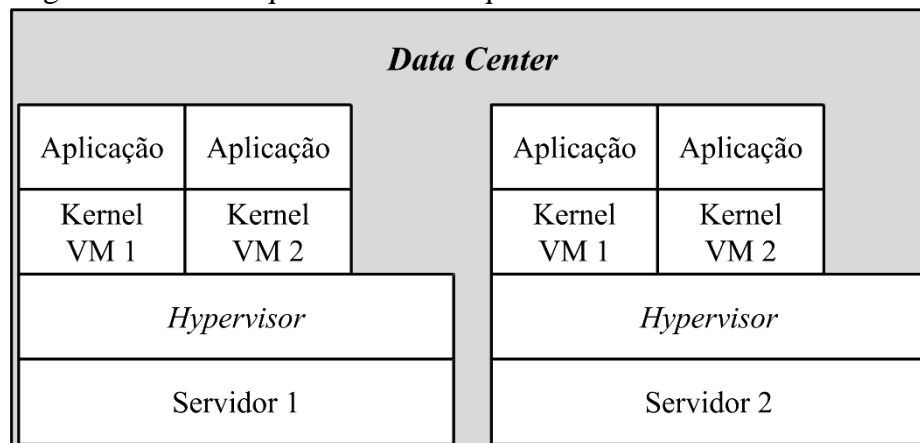 Data Center
Aplicação Aplicação Aplicação Aplicação
Kernel Kernel Kernel Kernel
VM 1 VM 2 VM 1 VM 2
Hypervisor Hypervisor
Servidor 1 Servidor 2